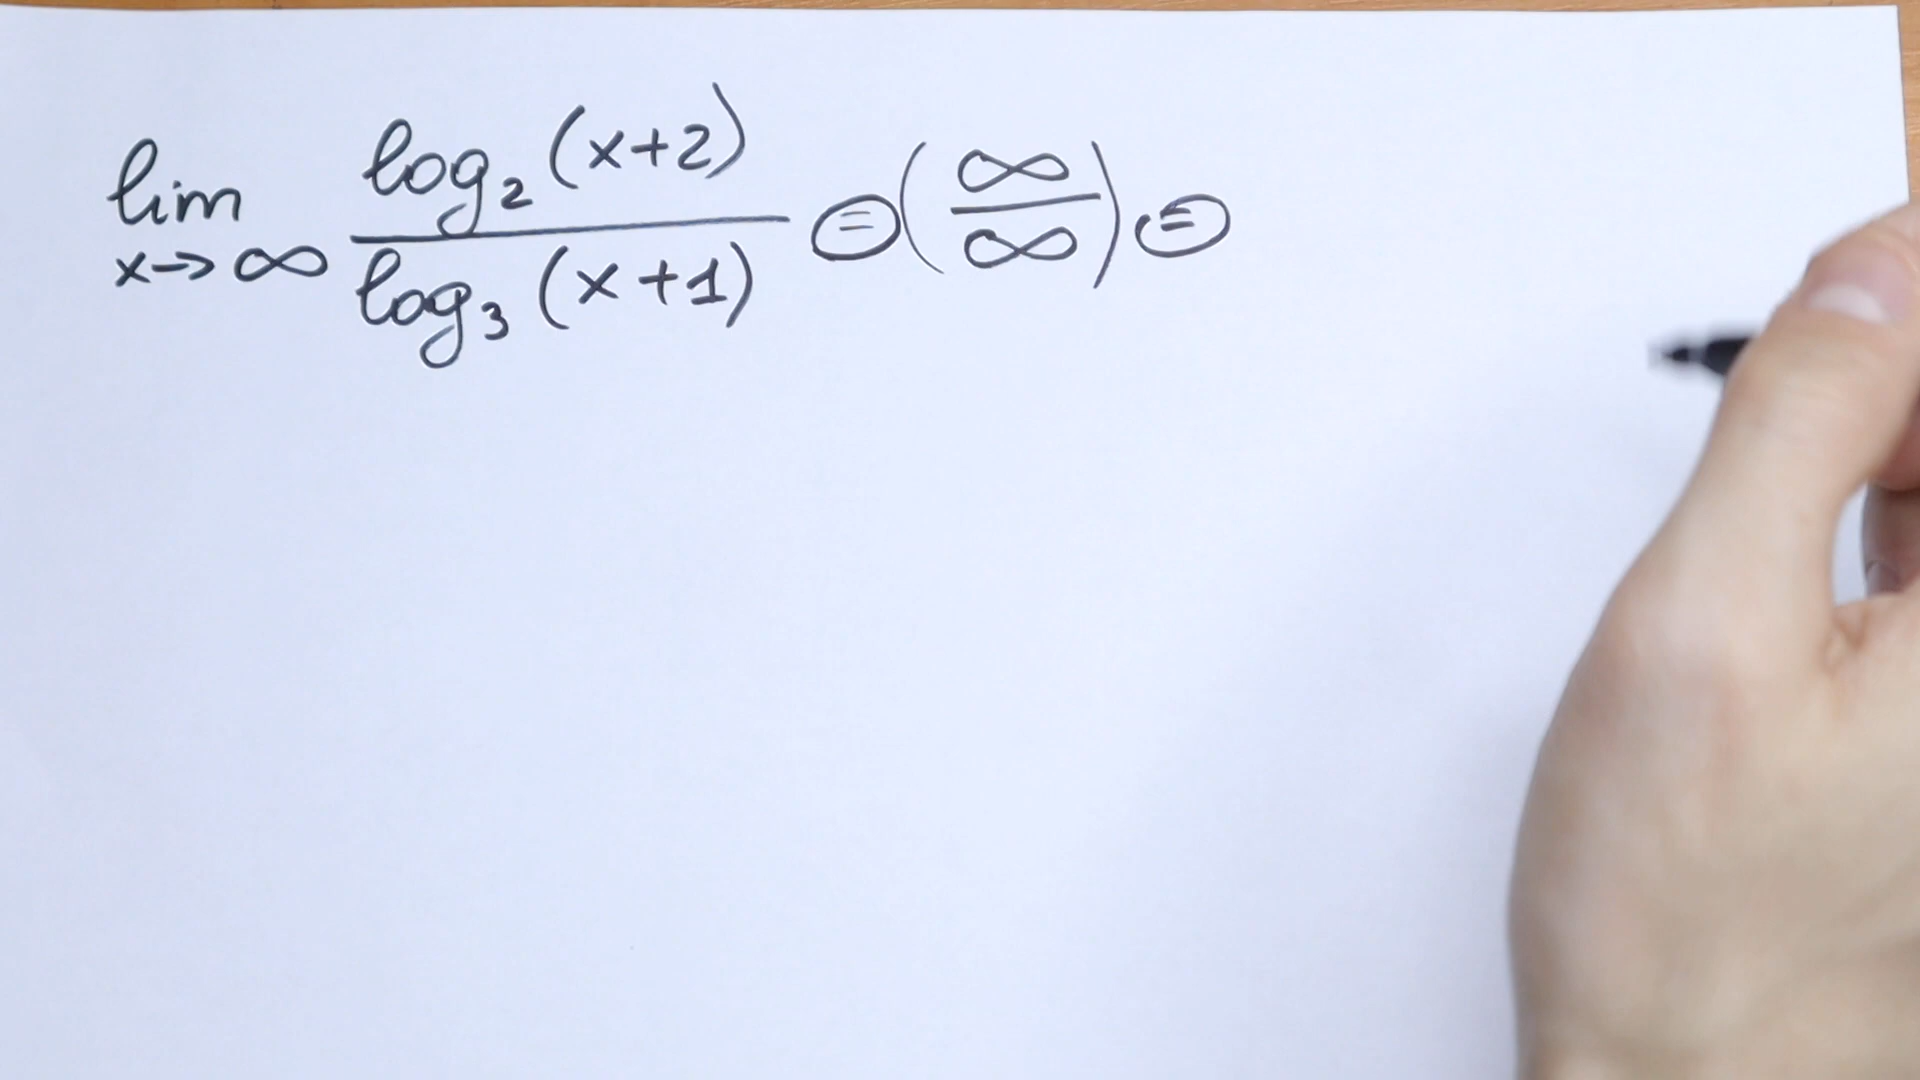 lim x→∞ log₂(x+2) / log₃(x+1) = (∞/∞) =